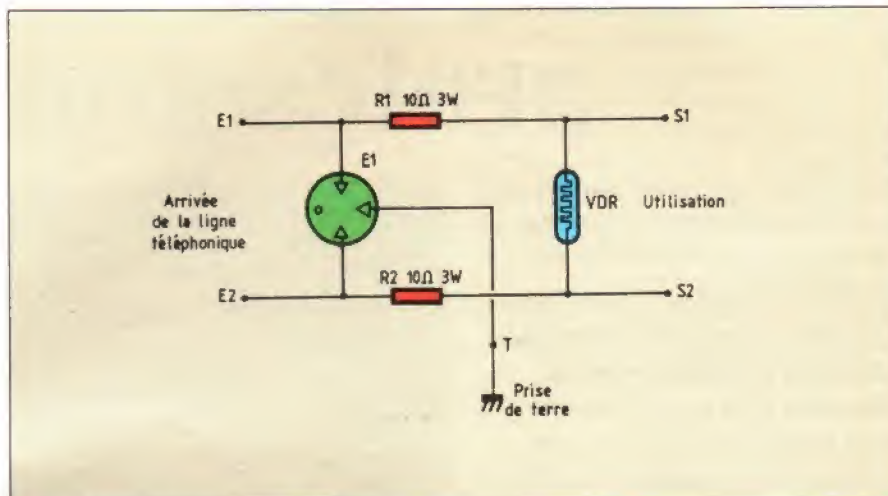 R1 10Ω 3W
E1
S1
E1
Arrivée
de la ligne
téléphonique
VDR
Utilisation
R2 10Ω 3W
E2
S2
T
Prise
de terre